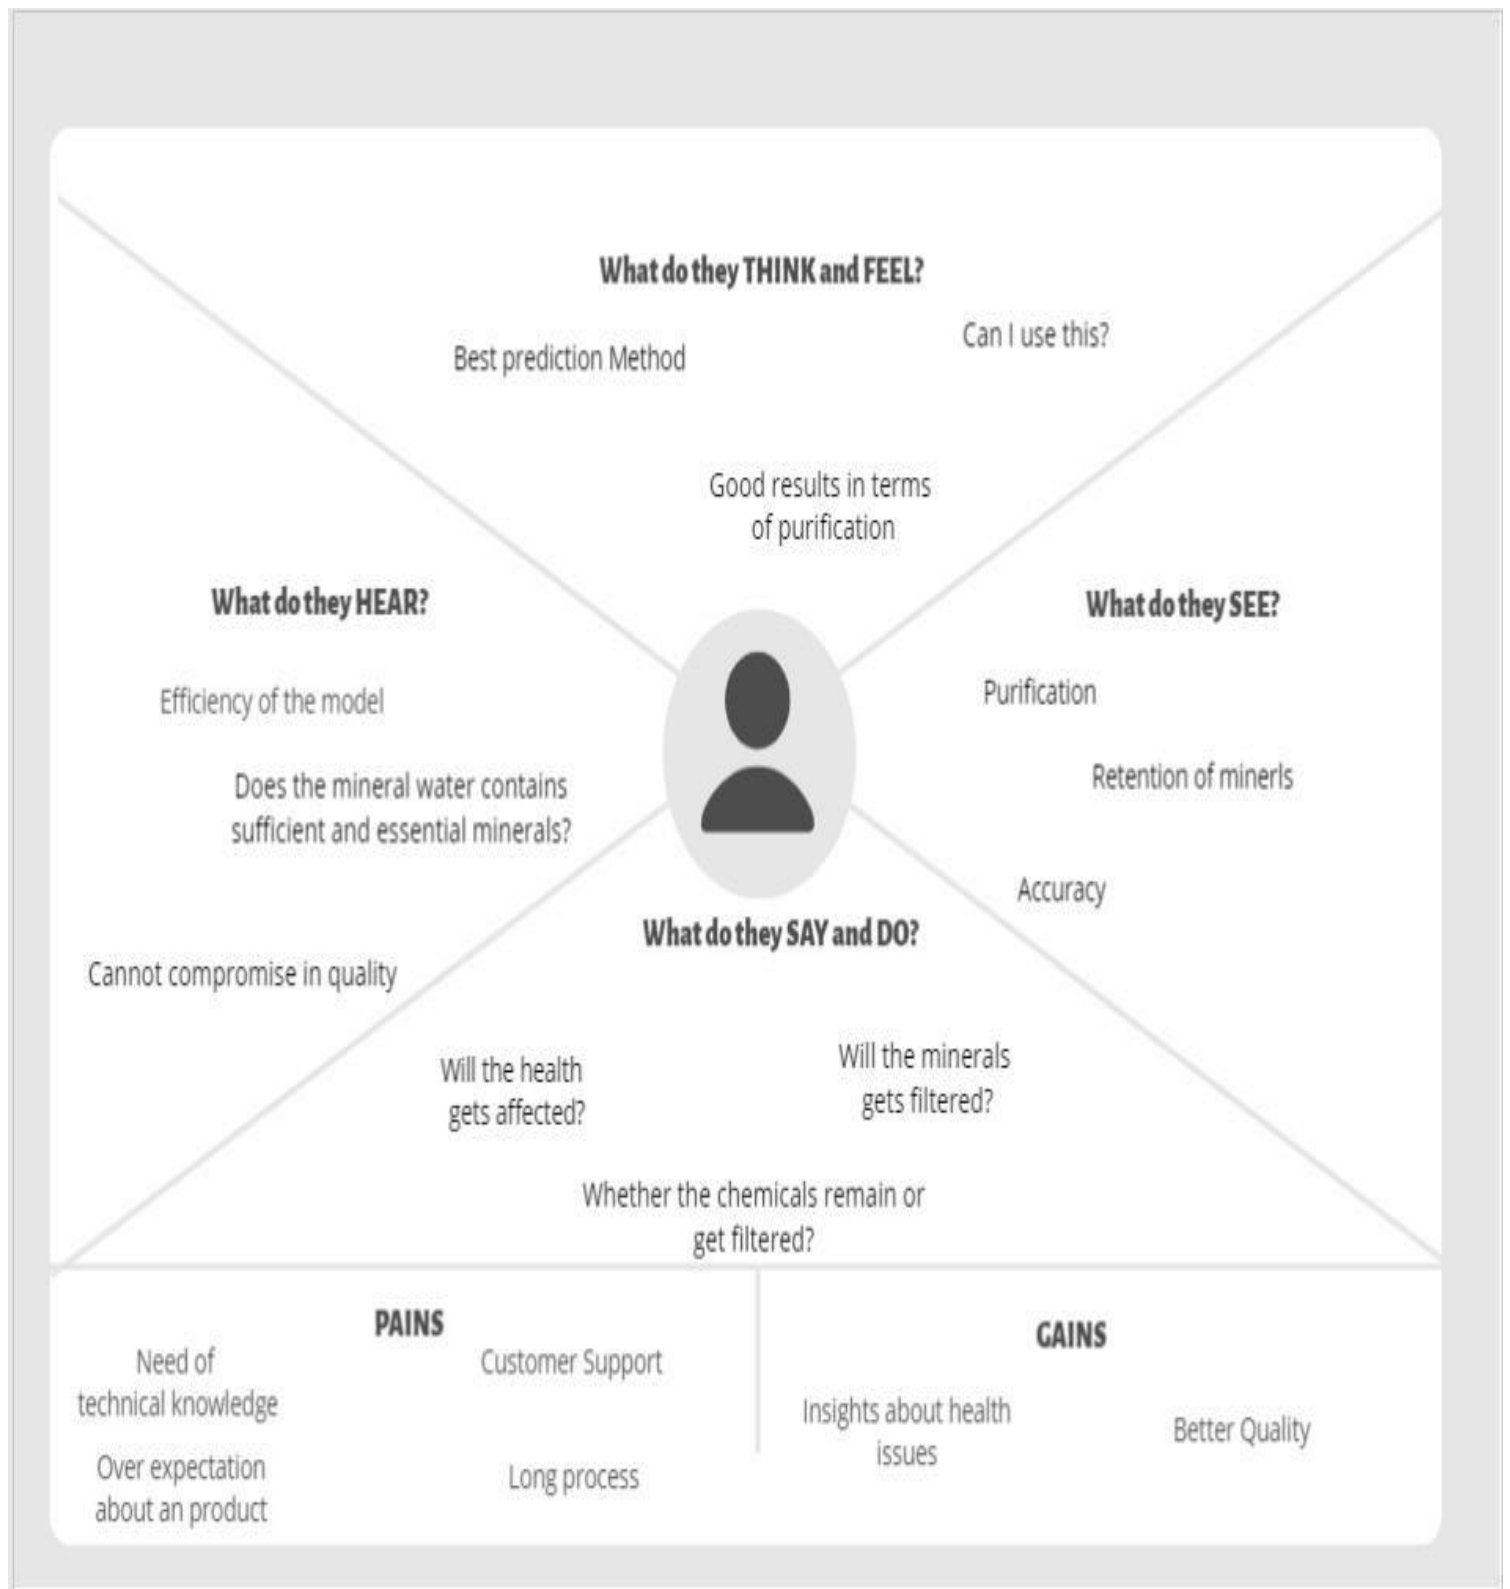 What do they THINK and FEEL?
Can I use this?
Best prediction Method
Good results in terms
of purification
What do they HEAR?
Efficiency of the model
Does the mineral water contains
sufficient and essential minerals?
Cannot compromise in quality
What do they SEE?
Purification
Retention of minerls
Accuracy
What do they SAY and DO?
Will the health
gets affected?
Will the minerals
gets filtered?
Whether the chemicals remain or
get filtered?
PAINS
Need of
technical knowledge
Customer Support
Over expectation
about an product
Long process
GAINS
Insights about health
issues
Better Quality